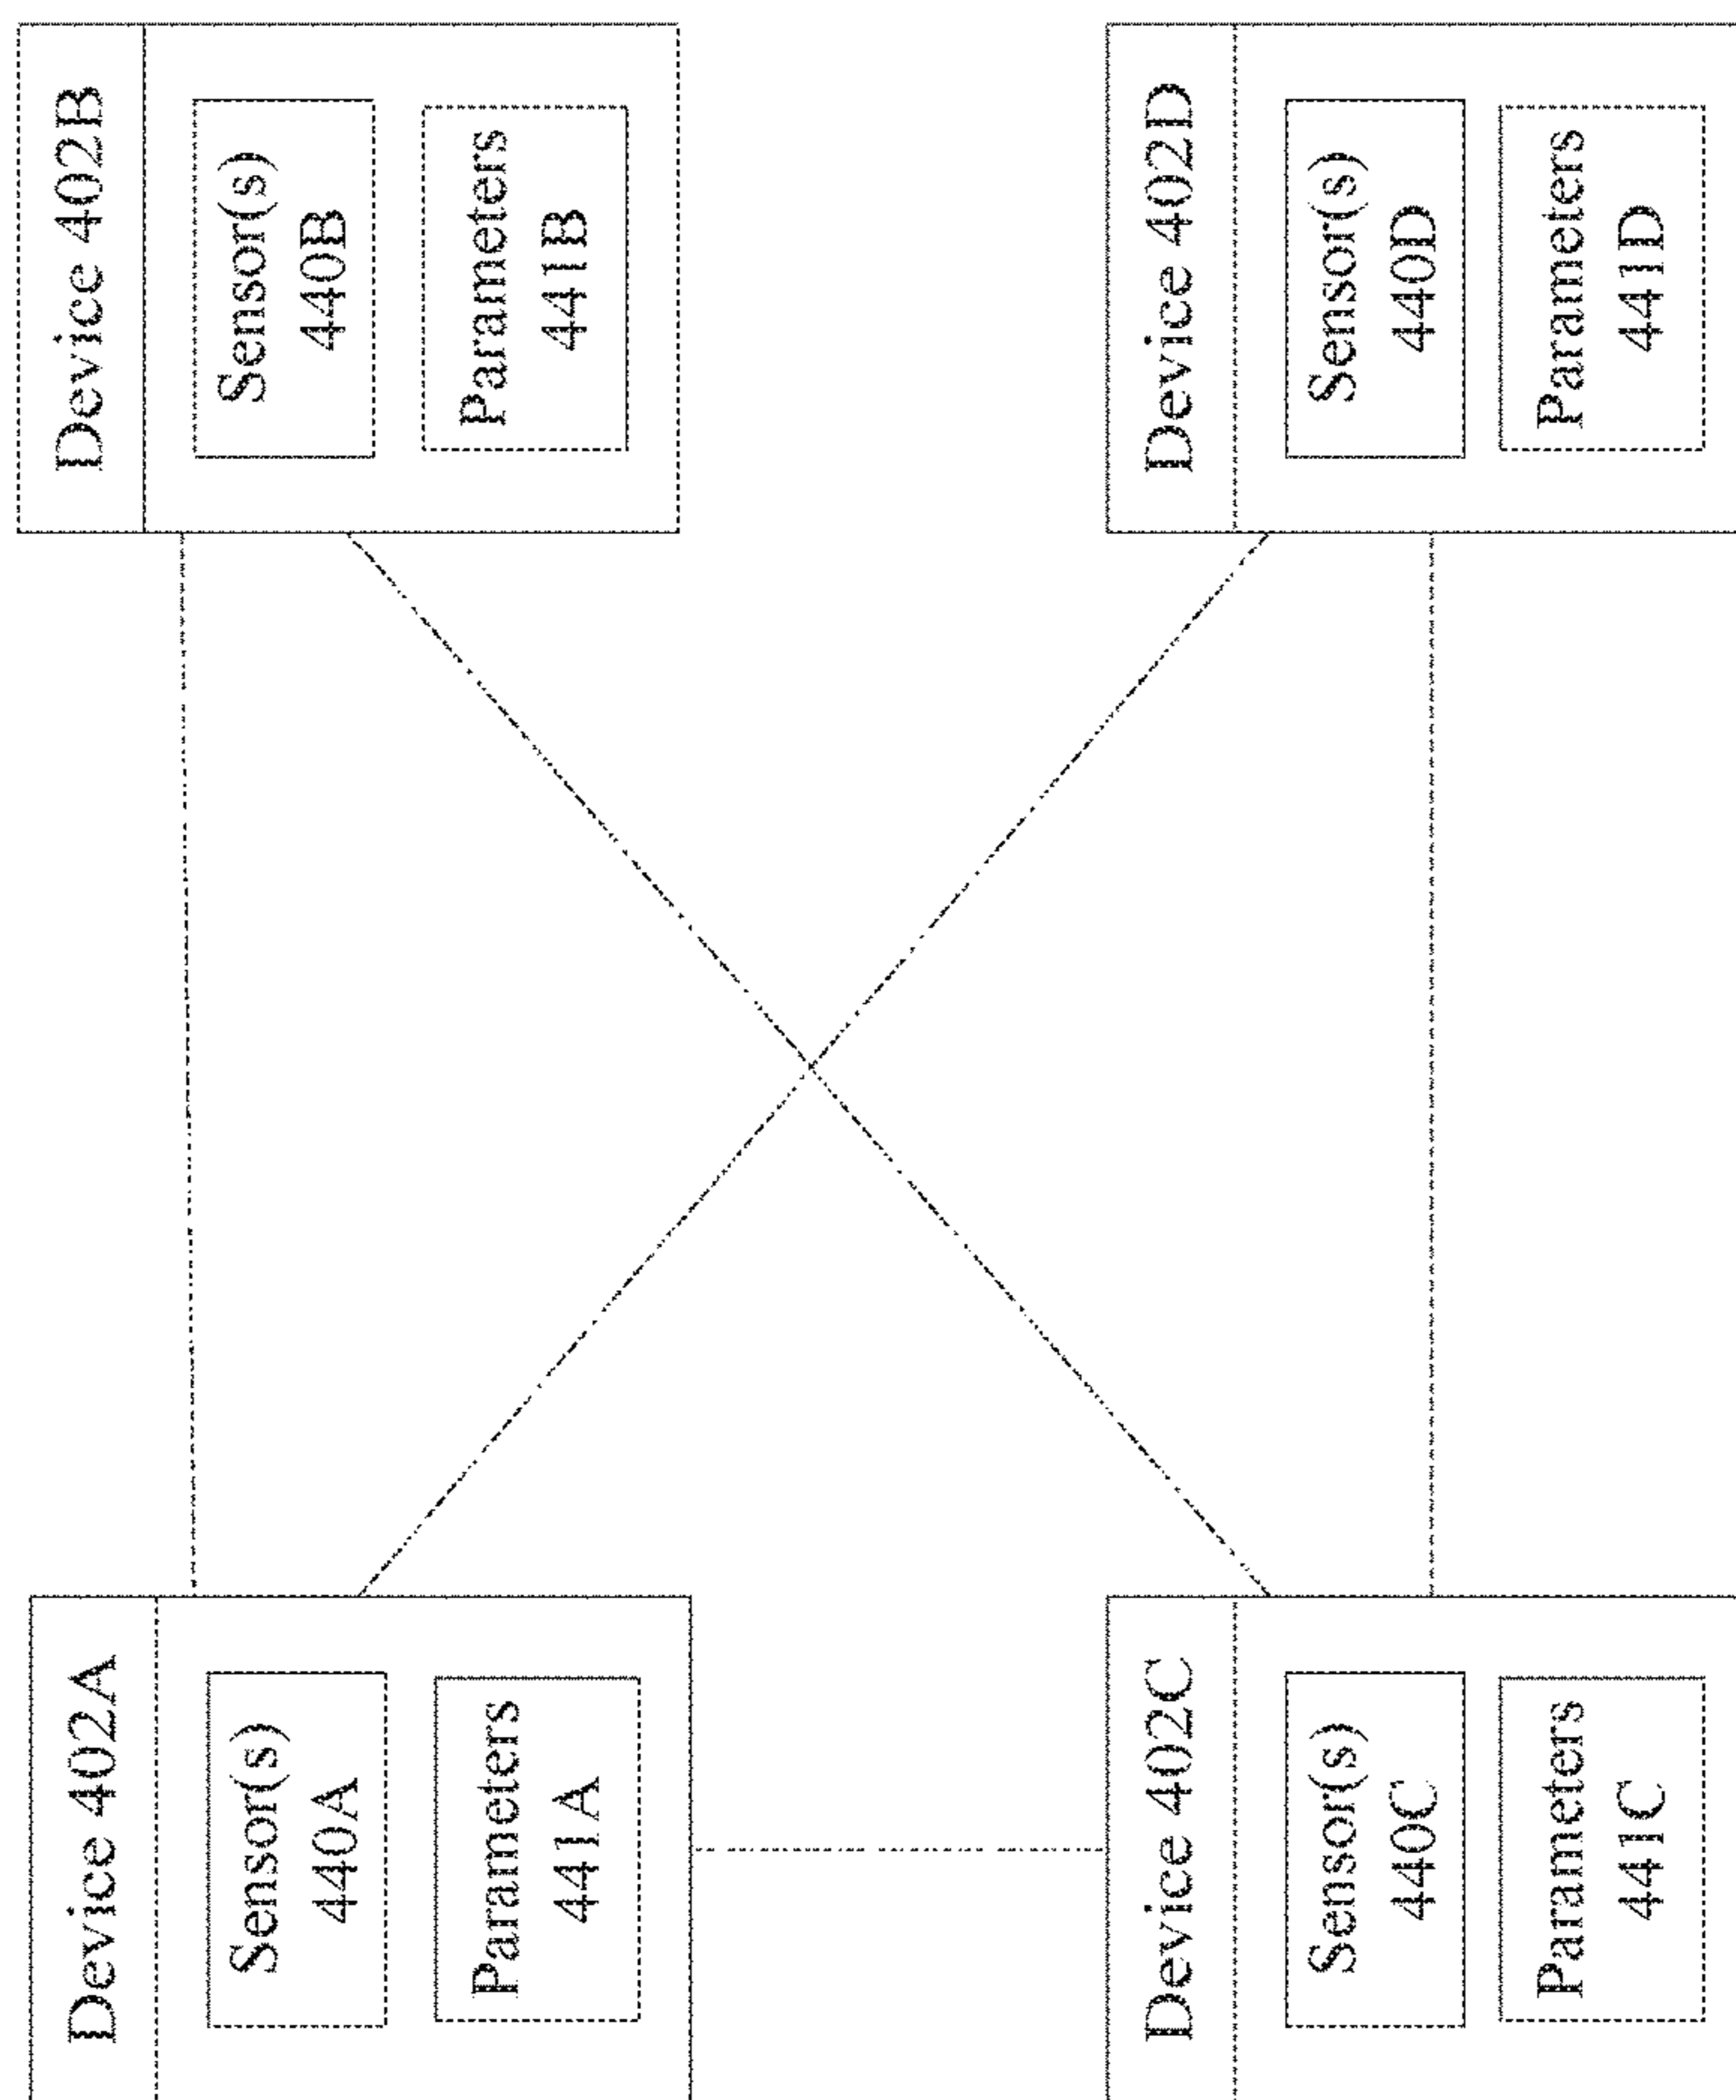 Device 402A
Sensor(s)
440A
Parameters
441A
Device 402B
Sensor(s)
440B
Parameters
441B
Device 402C
Sensor(s)
440C
Parameters
441C
Device 402D
Sensor(s)
440D
Parameters
441D